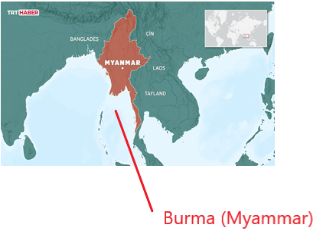 TRT HABER
ÇİN
BANGLADEŞ
MYANMAR
LAOS
TAYLAND
Burma (Myammar)